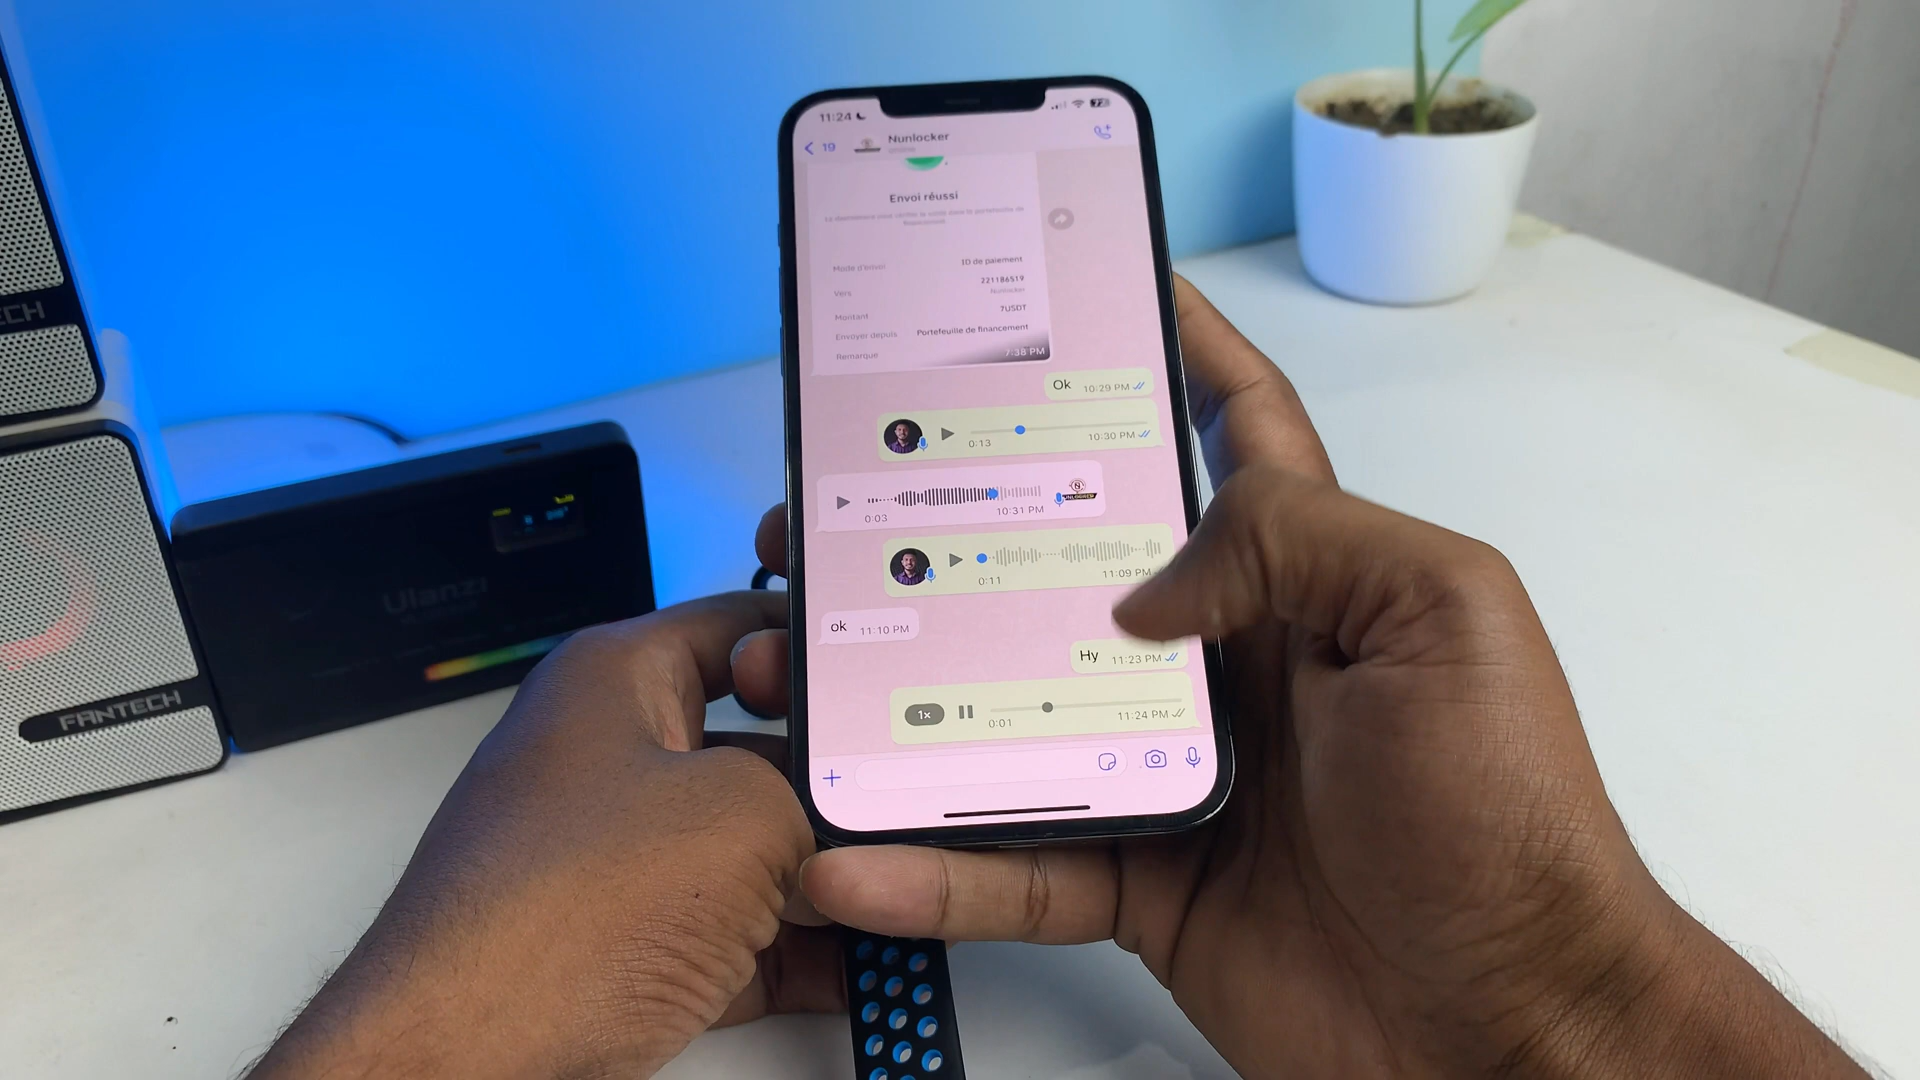 11:24
72
19
Nunlocker
Envoi réussi
Mode d'envoi
ID de paiement
221186519
Vers
Nunlocker
Montant
7USDT
Envoyer depuis
Portefeuille de financement
Remarque
7:38 PM
Ok 10:29 PM
0:13
10:30 PM
0:03
10:31 PM
0:11
11:09 PM
ok 11:10 PM
Hy 11:23 PM
1x
0:01
11:24 PM
ECH
Ulanzi
FANTECH